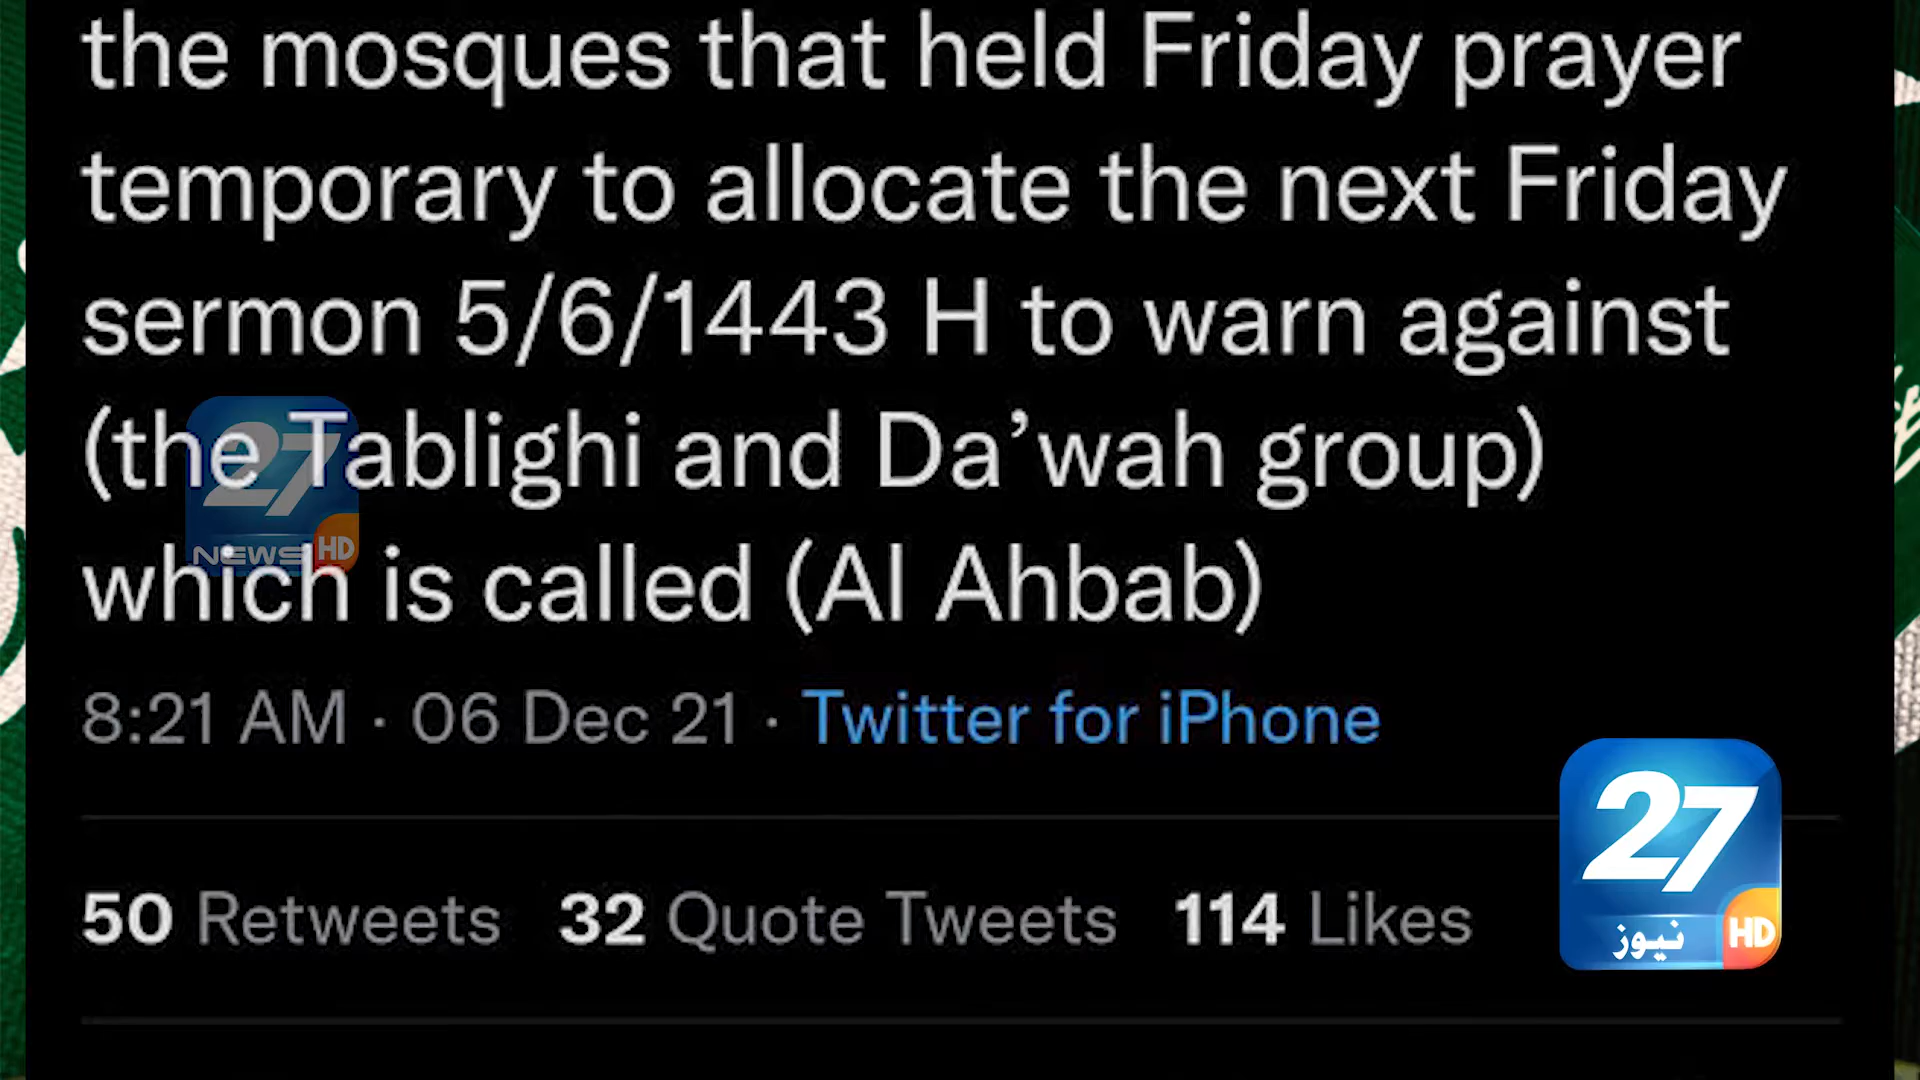 the mosques that held Friday prayer
temporary to allocate the next Friday
sermon 5/6/1443 H to warn against
(the Tablighi and Da’wah group)
which is called (Al Ahbab)
8:21 AM · 06 Dec 21 · Twitter for iPhone
50 Retweets 32 Quote Tweets 114 Likes
27
NEWS HD
27
نیوز HD